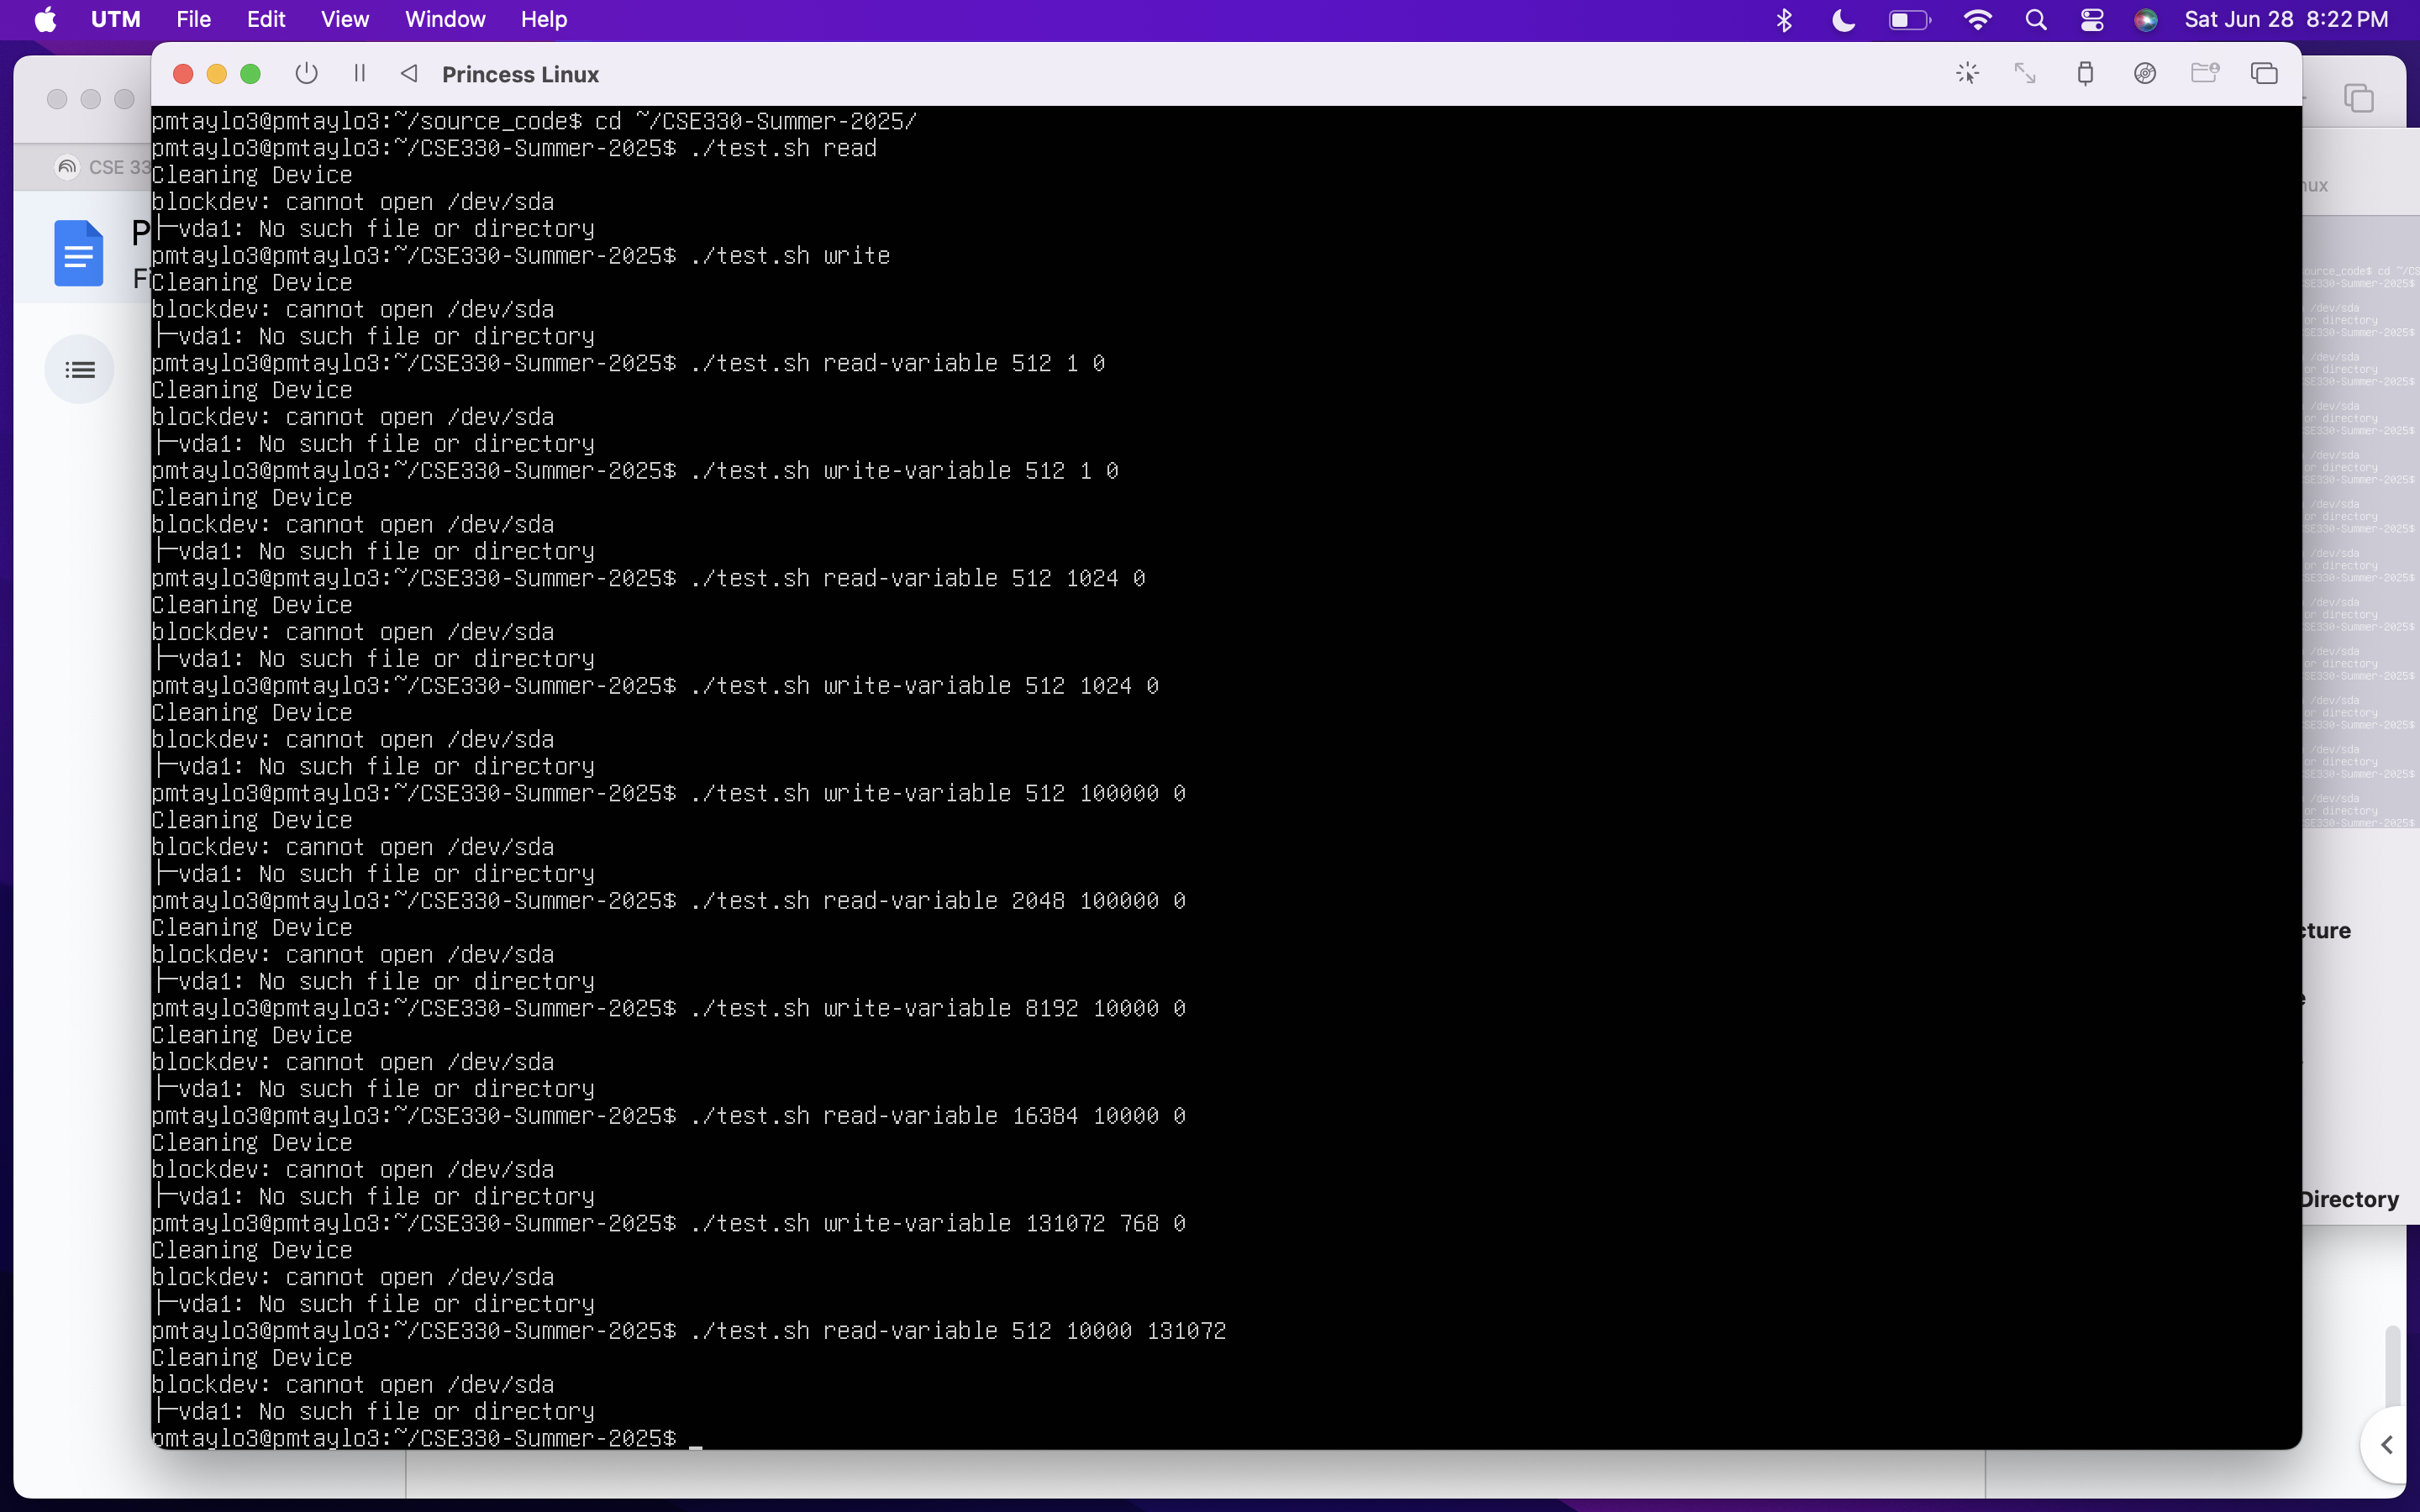 UTM File Edit View Window Help Sat Jun 28 8:22 PM
Princess Linux
CSE 33
P
Fi
pmtaylo3@pmtaylo3:~/source_code$ cd ~/CSE330-Summer-2025/
pmtaylo3@pmtaylo3:~/CSE330-Summer-2025$ ./test.sh read
Cleaning Device
blockdev: cannot open /dev/sda
├─vda1: No such file or directory
pmtaylo3@pmtaylo3:~/CSE330-Summer-2025$ ./test.sh write
Cleaning Device
blockdev: cannot open /dev/sda
├─vda1: No such file or directory
pmtaylo3@pmtaylo3:~/CSE330-Summer-2025$ ./test.sh read-variable 512 1 0
Cleaning Device
blockdev: cannot open /dev/sda
├─vda1: No such file or directory
pmtaylo3@pmtaylo3:~/CSE330-Summer-2025$ ./test.sh write-variable 512 1 0
Cleaning Device
blockdev: cannot open /dev/sda
├─vda1: No such file or directory
pmtaylo3@pmtaylo3:~/CSE330-Summer-2025$ ./test.sh read-variable 512 1024 0
Cleaning Device
blockdev: cannot open /dev/sda
├─vda1: No such file or directory
pmtaylo3@pmtaylo3:~/CSE330-Summer-2025$ ./test.sh write-variable 512 1024 0
Cleaning Device
blockdev: cannot open /dev/sda
├─vda1: No such file or directory
pmtaylo3@pmtaylo3:~/CSE330-Summer-2025$ ./test.sh write-variable 512 100000 0
Cleaning Device
blockdev: cannot open /dev/sda
├─vda1: No such file or directory
pmtaylo3@pmtaylo3:~/CSE330-Summer-2025$ ./test.sh read-variable 2048 100000 0
Cleaning Device
blockdev: cannot open /dev/sda
├─vda1: No such file or directory
pmtaylo3@pmtaylo3:~/CSE330-Summer-2025$ ./test.sh write-variable 8192 10000 0
Cleaning Device
blockdev: cannot open /dev/sda
├─vda1: No such file or directory
pmtaylo3@pmtaylo3:~/CSE330-Summer-2025$ ./test.sh read-variable 16384 10000 0
Cleaning Device
blockdev: cannot open /dev/sda
├─vda1: No such file or directory
pmtaylo3@pmtaylo3:~/CSE330-Summer-2025$ ./test.sh write-variable 131072 768 0
Cleaning Device
blockdev: cannot open /dev/sda
├─vda1: No such file or directory
pmtaylo3@pmtaylo3:~/CSE330-Summer-2025$ ./test.sh read-variable 512 10000 131072
Cleaning Device
blockdev: cannot open /dev/sda
├─vda1: No such file or directory
pmtaylo3@pmtaylo3:~/CSE330-Summer-2025$ _
nux
cture
Directory